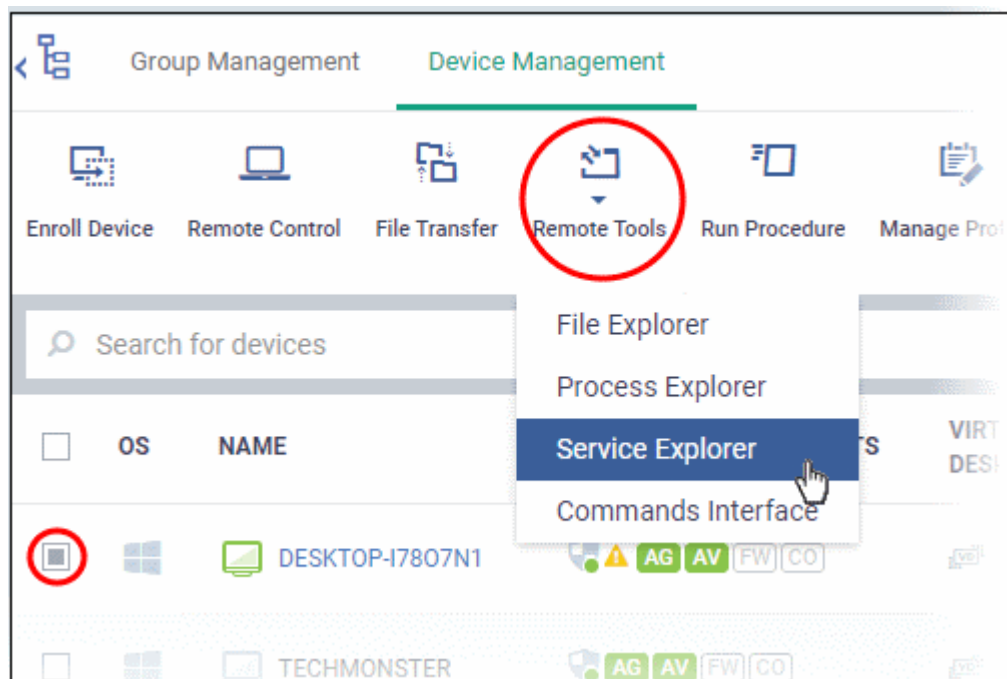 Group Management
Device Management
Enroll Device
Remote Control
File Transfer
Remote Tools
Run Procedure
Manage
Search for devices
File Explorer
Process Explorer
Service Explorer
Commands Interface
OS
NAME
DESKTOP-I78O7N1
AG AV FW CO
VD
TECHMONSTER
AG AV FW CO